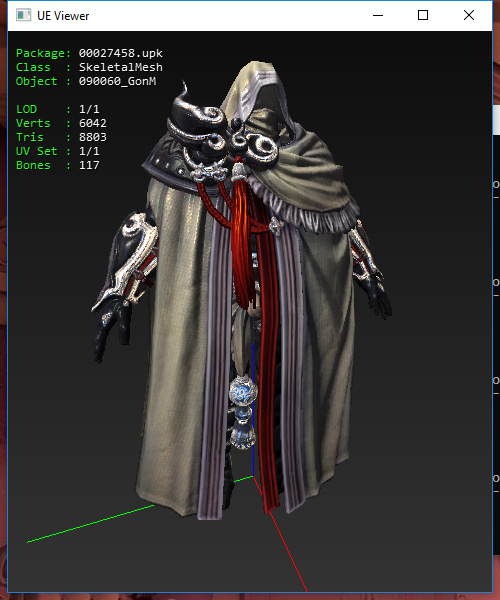 UE Viewer
Package: 00027458.upk
Class : SkeletalMesh
Object : 090060_GonM
LOD : 1/1
Verts : 6042
Tris : 8803
UV Set : 1/1
Bones : 117